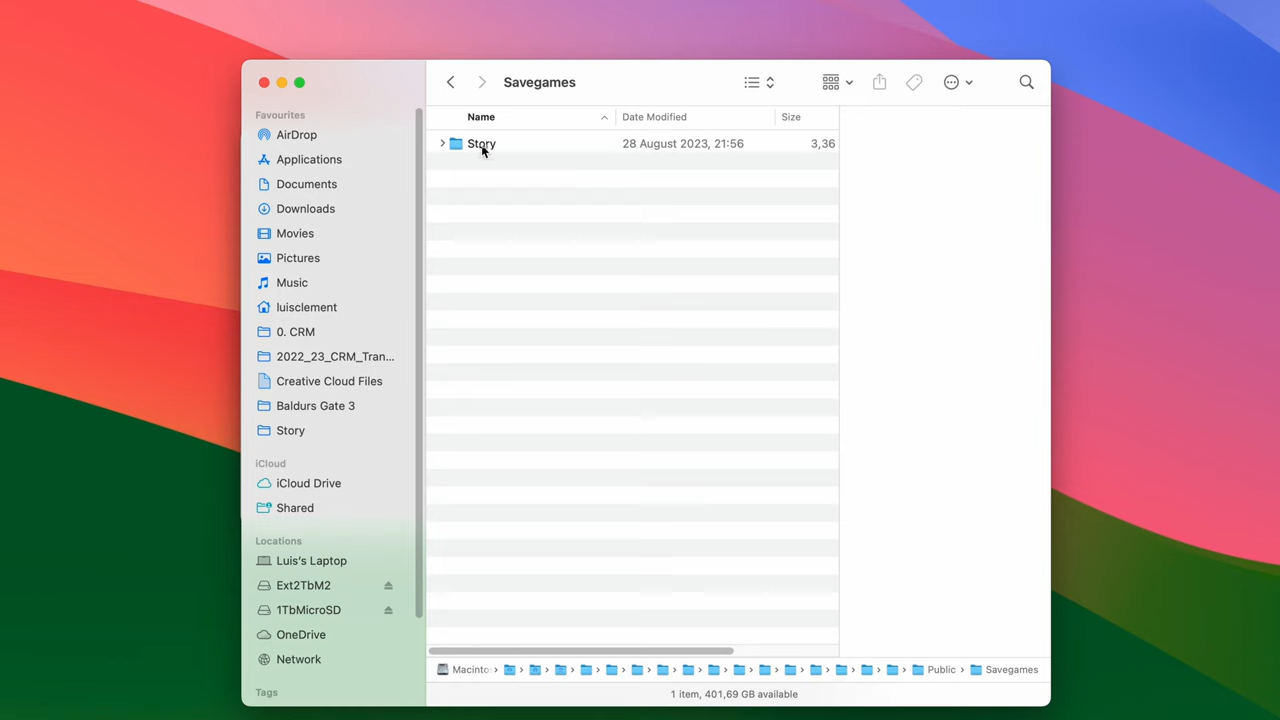 Savegames
Favourites
AirDrop
Applications
Documents
Downloads
Movies
Pictures
Music
luisclement
0. CRM
2022_23_CRM_Tran...
Creative Cloud Files
Baldurs Gate 3
Story
iCloud
iCloud Drive
Shared
Locations
Luis's Laptop
Ext2TbM2
1TbMicroSD
OneDrive
Network
Tags
Name Date Modified Size
Story 28 August 2023, 21:56 3,36
Macinto Public Savegames
1 item, 401,69 GB available